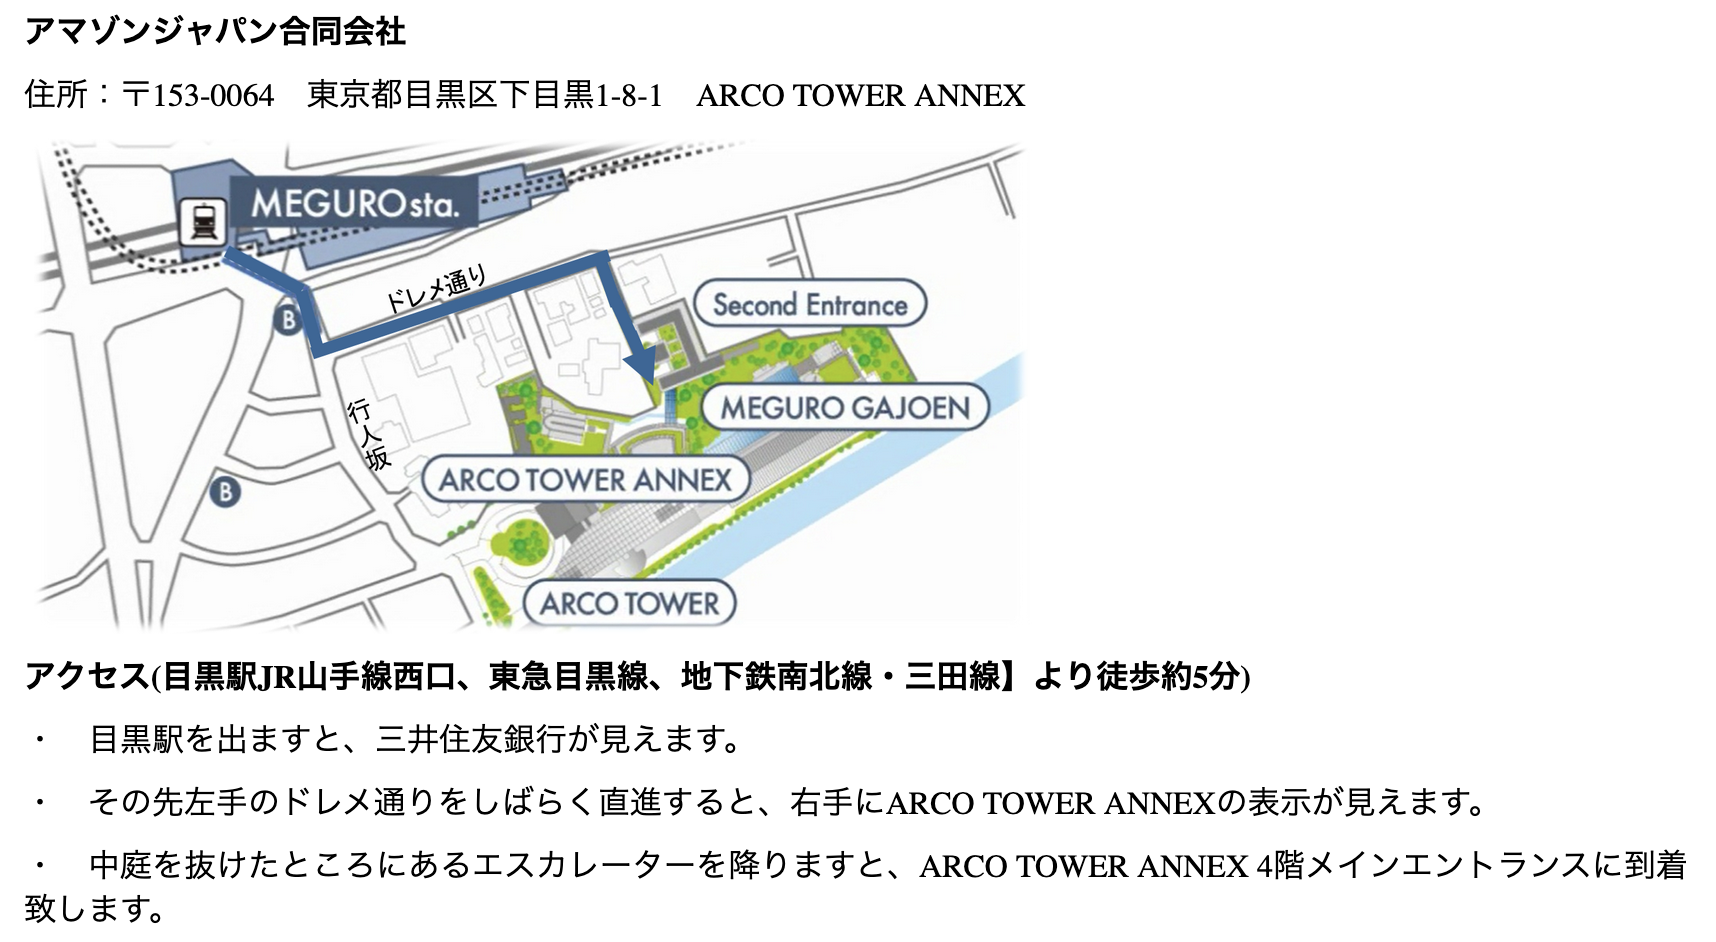 アマゾンジャパン合同会社
住所：〒153-0064　東京都目黒区下目黒1-8-1　ARCO TOWER ANNEX
MEGURO sta.
ドレメ通り
B
Second Entrance
行人坂
MEGURO GAJOEN
ARCO TOWER ANNEX
B
ARCO TOWER
アクセス(目黒駅JR山手線西口、東急目黒線、地下鉄南北線・三田線】より徒歩約5分)
・　目黒駅を出ますと、三井住友銀行が見えます。
・　その先左手のドレメ通りをしばらく直進すると、右手にARCO TOWER ANNEXの表示が見えます。
・　中庭を抜けたところにあるエスカレーターを降りますと、ARCO TOWER ANNEX 4階メインエントランスに到着
致します。